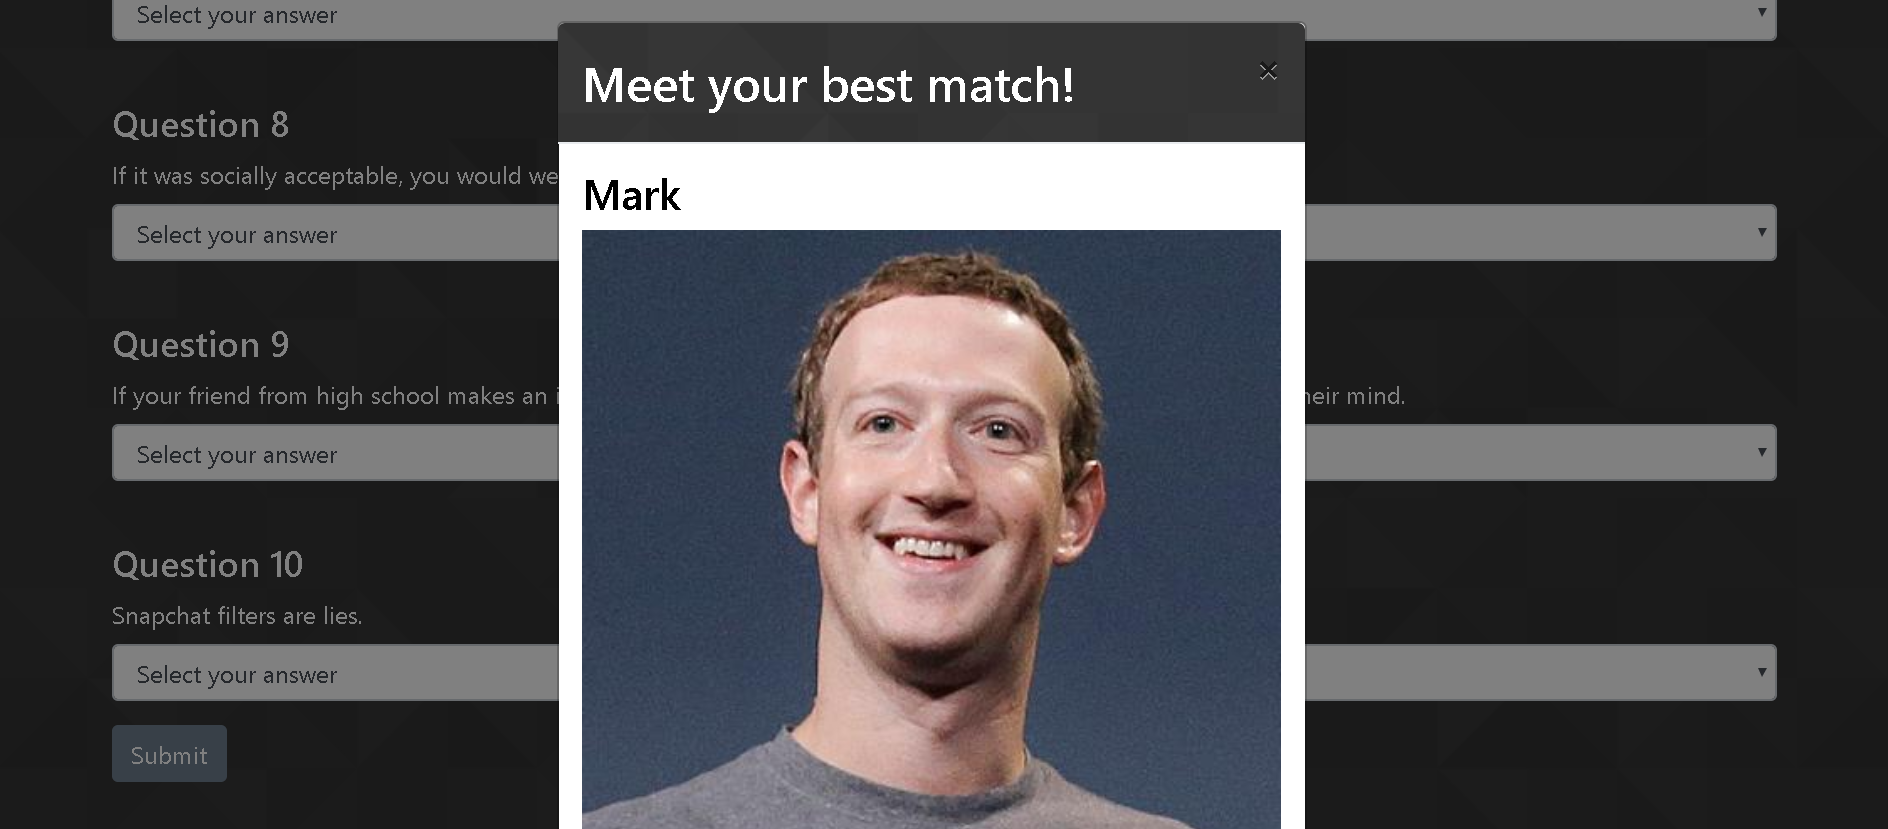 Select your answer
Meet your best match!
×
Mark
Question 8
If it was socially acceptable, you would we
Select your answer
Question 9
If your friend from high school makes an i
heir mind.
Select your answer
Question 10
Snapchat filters are lies.
Select your answer
Submit